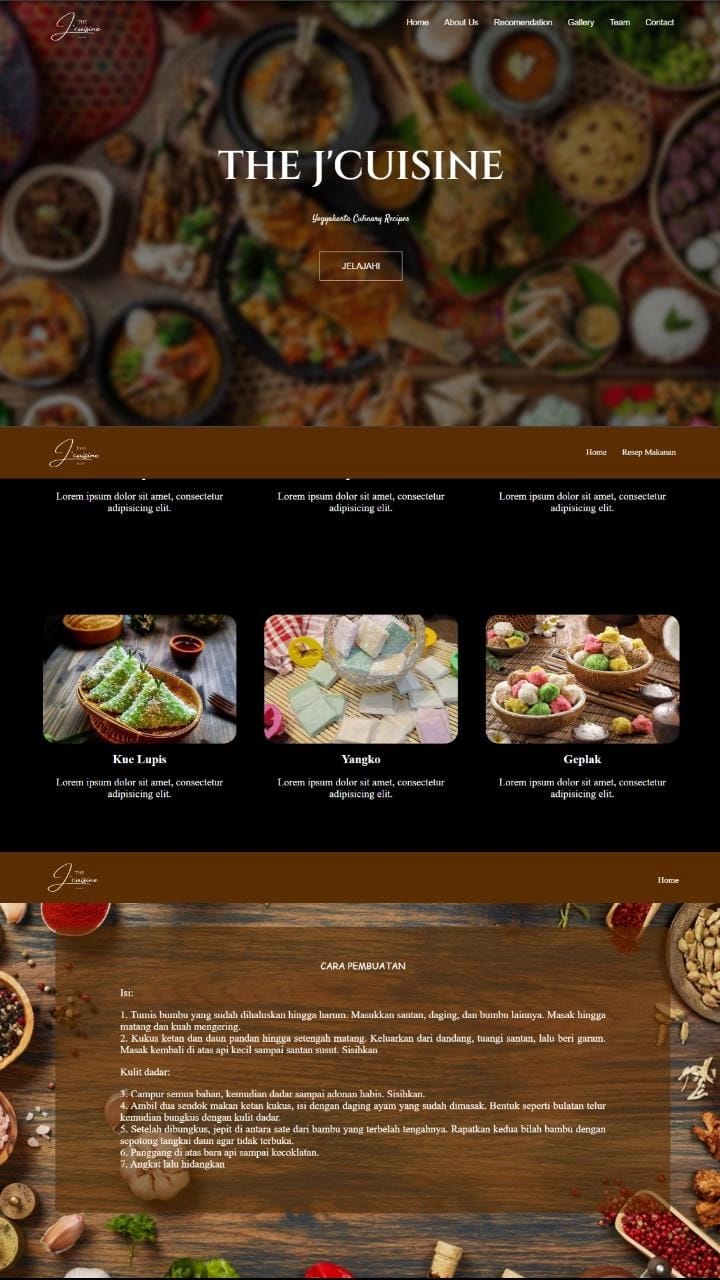 THE
J'cuisine
Home About Us Recomendation Gallery Team Contact
THE J'CUISINE
Yogyakarta Culinary Recipes
JELAJAHI
THE
J'cuisine
Home Resep Makanan
Lorem ipsum dolor sit amet, consectetur
adipisicing elit.
Lorem ipsum dolor sit amet, consectetur
adipisicing elit.
Lorem ipsum dolor sit amet, consectetur
adipisicing elit.
Kue Lupis
Lorem ipsum dolor sit amet, consectetur
adipisicing elit.
Yangko
Lorem ipsum dolor sit amet, consectetur
adipisicing elit.
Geplak
Lorem ipsum dolor sit amet, consectetur
adipisicing elit.
THE
J'cuisine
Home
CARA PEMBUATAN
Isi:
1. Tumis bumbu yang sudah dihaluskan hingga harum. Masukkan santan, daging, dan bumbu lainnya. Masak hingga
matang dan kuah mengering.
2. Kukus ketan dan daun pandan hingga setengah matang. Keluarkan dari dandang, tuangi santan, lalu beri garam.
Masak kembali di atas api kecil sampai santan susut. Sisihkan
Kulit dadar:
3. Campur semua bahan, kemudian dadar sampai adonan habis. Sisihkan.
4. Ambil dua sendok makan ketan kukus, isi dengan daging ayam yang sudah dimasak. Bentuk seperti bulatan telur
kemudian bungkus dengan kulit dadar.
5. Setelah dibungkus, jepit di antara sate dari bambu yang terbelah tengahnya. Rapatkan kedua bilah bambu dengan
sepotong tangkai daun agar tidak terbuka.
6. Panggang di atas bara api sampai kecoklatan.
7. Angkat lalu hidangkan